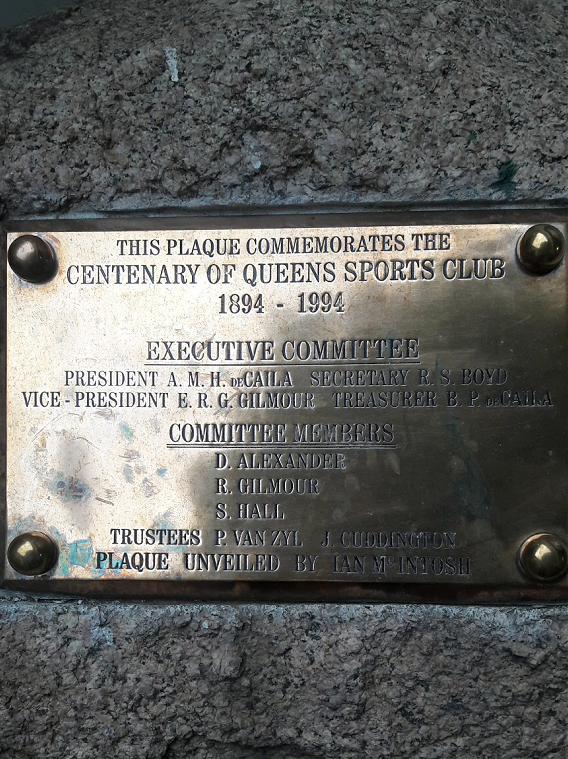 THIS PLAQUE COMMEMORATES THE
CENTENARY OF QUEENS SPORTS CLUB
1894 - 1994
EXECUTIVE COMMITTEE
PRESIDENT A. M. H. deCAILA SECRETARY R. S. BOYD
VICE - PRESIDENT E. R. G. GILMOUR - TREASURER B. P. deCAILA
COMMITTEE MEMBERS
D. ALEXANDER
R. GILMOUR
S. HALL
TRUSTEES P. VAN ZYL J. CUDDINGTON
PLAQUE UNVEILED BY IAN McINTOSH